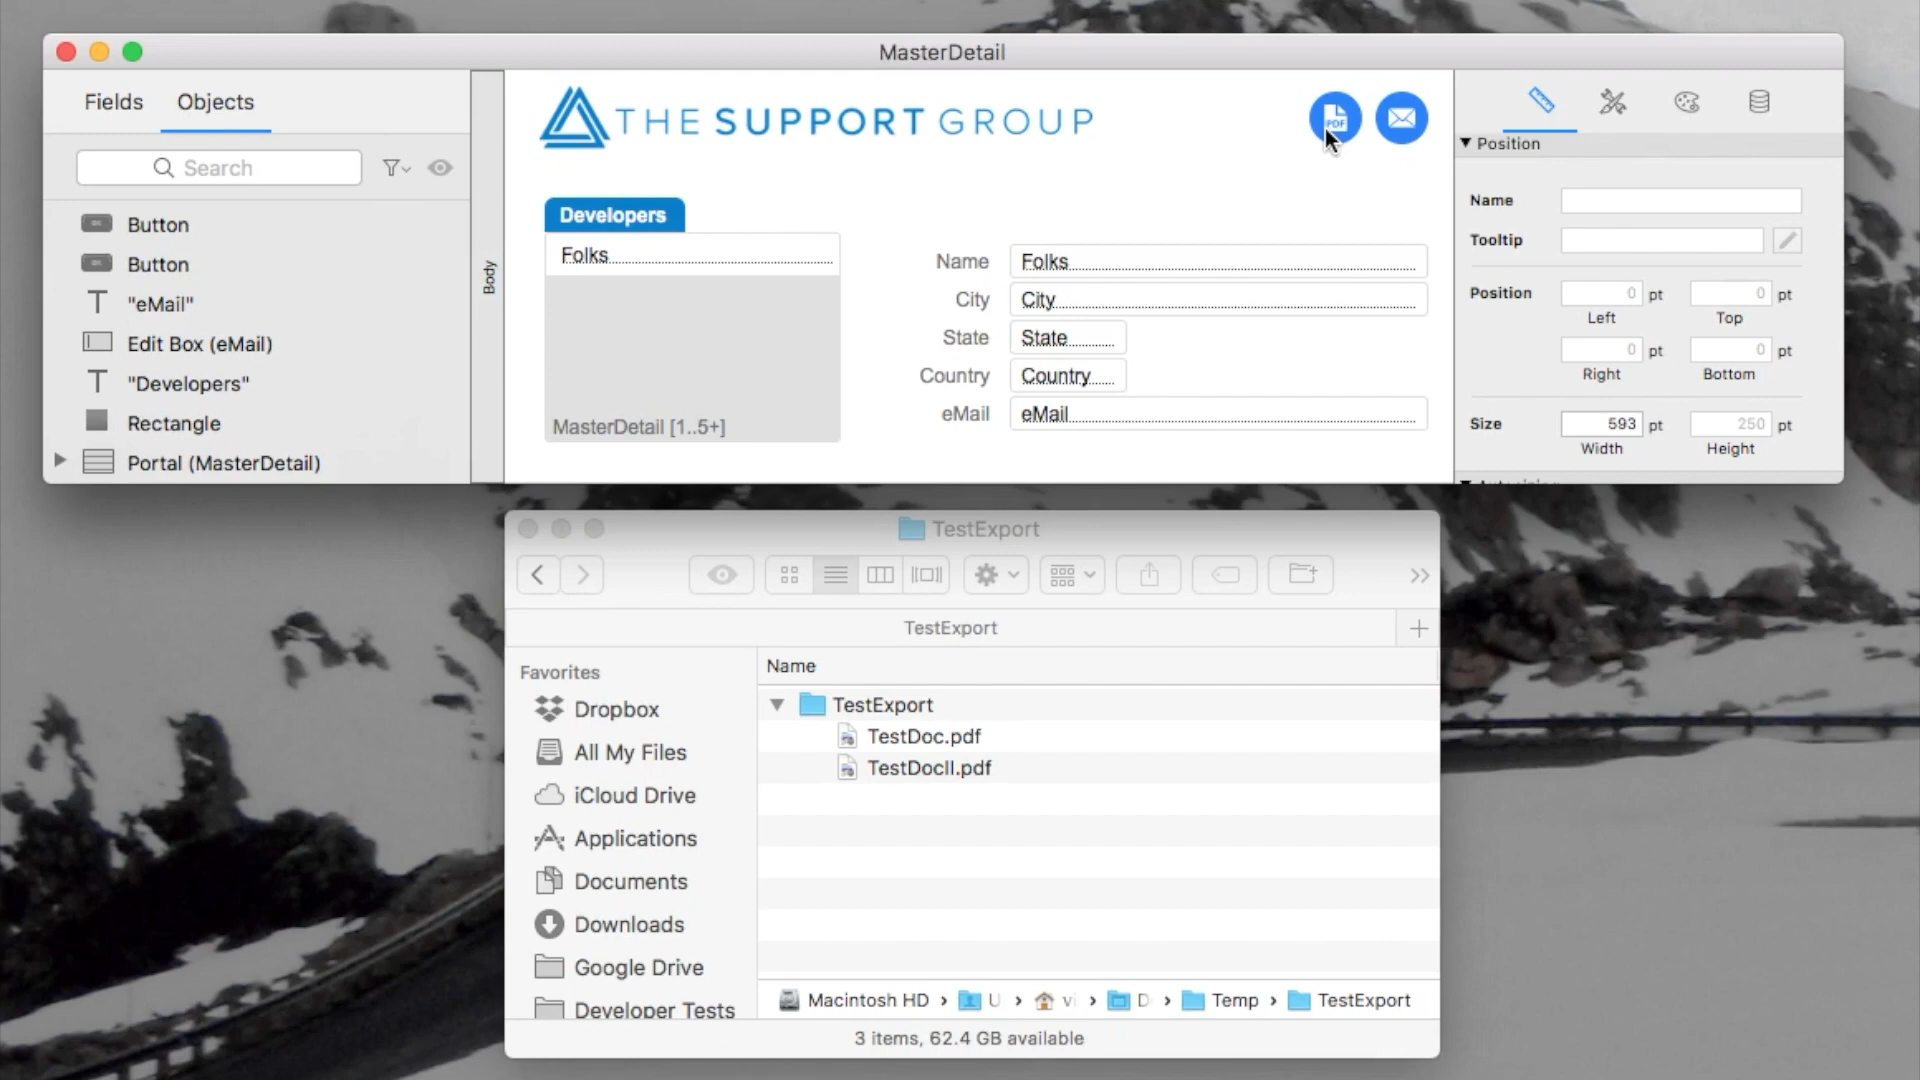 MasterDetail
Fields Objects
Search
Button
Button
"eMail"
Edit Box (eMail)
"Developers"
Rectangle
Portal (MasterDetail)
Body
THE SUPPORT GROUP
PDF
Developers
Folks
MasterDetail [1..5+]
Name Folks
City City
State State
Country Country
eMail eMail
Position
Name
Tooltip
Position 0 pt 0 pt
Left Top
0 pt 0 pt
Right Bottom
Size 593 pt 250 pt
Width Height
TestExport
TestExport
Favorites
Dropbox
All My Files
iCloud Drive
Applications
Documents
Downloads
Google Drive
Developer Tests
Name
TestExport
TestDoc.pdf
TestDocII.pdf
Macintosh HD › U › vi › D › Temp › TestExport
3 items, 62.4 GB available